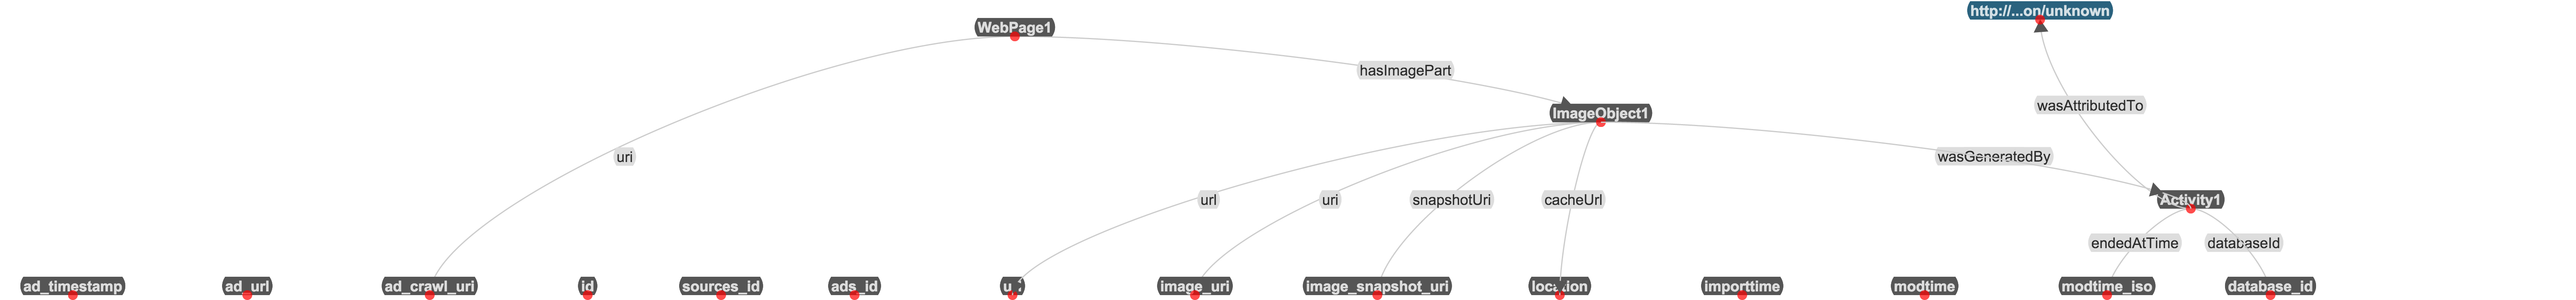 http://...on/unknown
WebPage1
hasImagePart
wasAttributedTo
ImageObject1
uri
wasGeneratedBy
url
uri
snapshotUri
cacheUrl
Activity1
endedAtTime
databaseId
ad_timestamp
ad_url
ad_crawl_uri
id
sources_id
ads_id
image_uri
image_snapshot_uri
location
importtime
modtime
modtime_iso
database_id